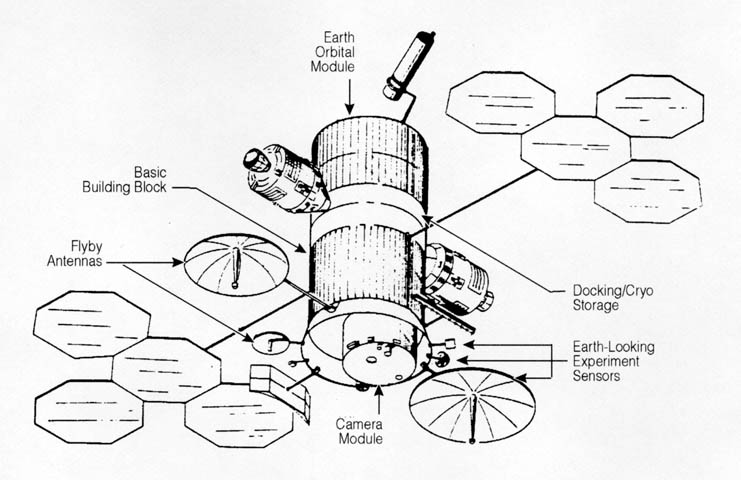 Earth
Orbital
Module
Basic
Building Block
Flyby
Antennas
Docking/Cryo
Storage
Earth-Looking
Experiment
Sensors
Camera
Module